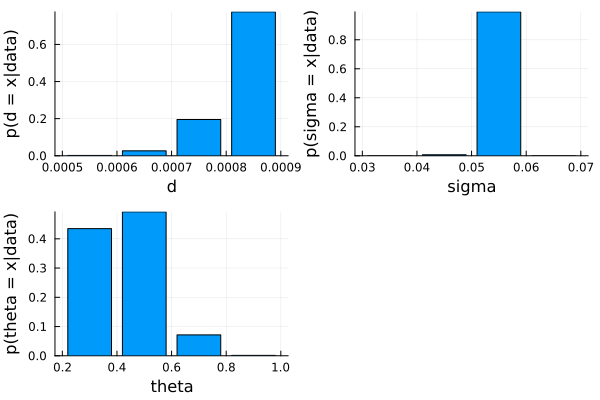 p(d = x|data)
0.6
0.4
0.2
0.0
0.0005 0.0006 0.0007 0.0008 0.0009
d
p(sigma = x|data)
0.8
0.6
0.4
0.2
0.0
0.03 0.04 0.05 0.06 0.07
sigma
p(theta = x|data)
0.4
0.3
0.2
0.1
0.0
0.2 0.4 0.6 0.8 1.0
theta